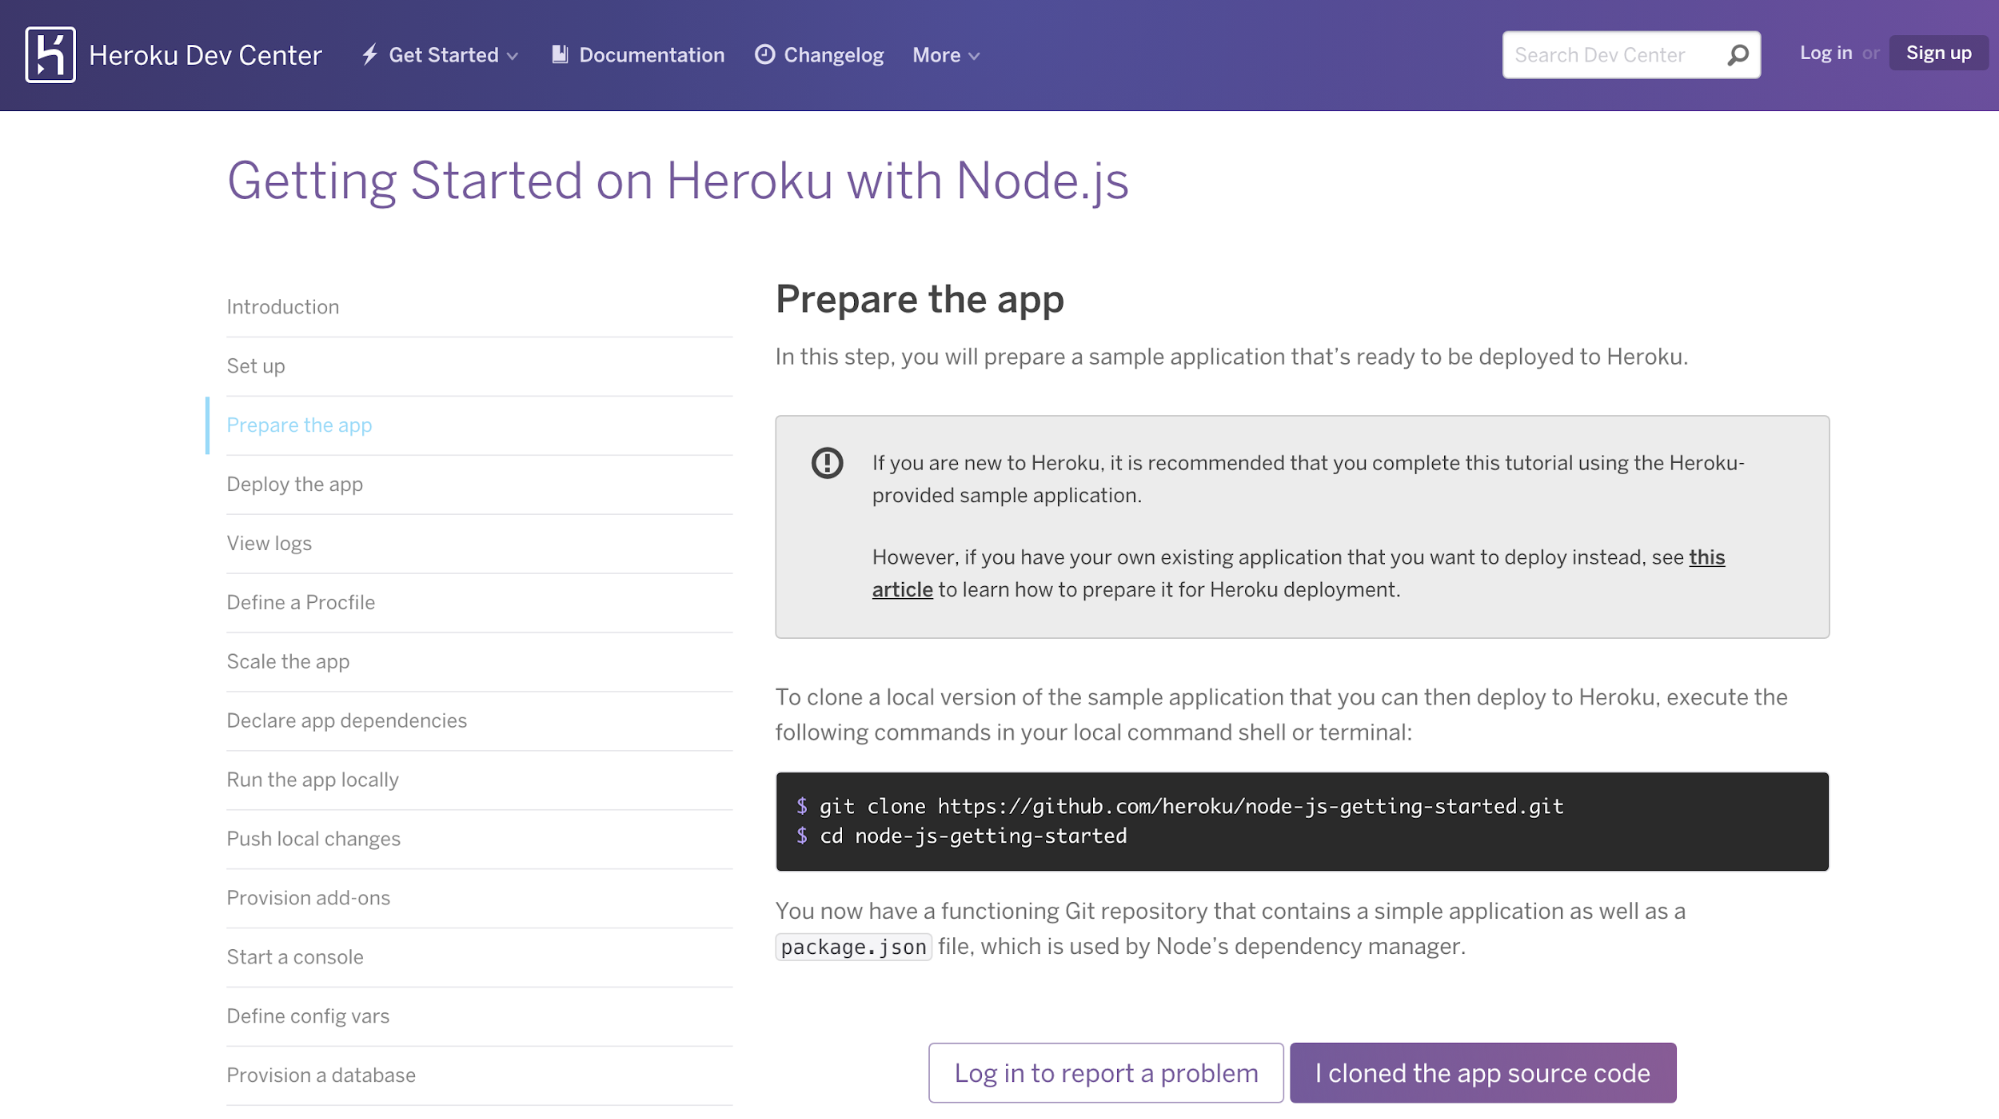 Heroku Dev Center
Get Started
Documentation
Changelog
More
Search Dev Center
Log in or Sign up
Getting Started on Heroku with Node.js
Introduction
Set up
Prepare the app
Deploy the app
View logs
Define a Procfile
Scale the app
Declare app dependencies
Run the app locally
Push local changes
Provision add-ons
Start a console
Define config vars
Provision a database
Prepare the app
In this step, you will prepare a sample application that’s ready to be deployed to Heroku.
If you are new to Heroku, it is recommended that you complete this tutorial using the Heroku-
provided sample application.
However, if you have your own existing application that you want to deploy instead, see this
article to learn how to prepare it for Heroku deployment.
To clone a local version of the sample application that you can then deploy to Heroku, execute the
following commands in your local command shell or terminal:
$ git clone https://github.com/heroku/node-js-getting-started.git
$ cd node-js-getting-started
You now have a functioning Git repository that contains a simple application as well as a
package.json file, which is used by Node’s dependency manager.
Log in to report a problem
I cloned the app source code